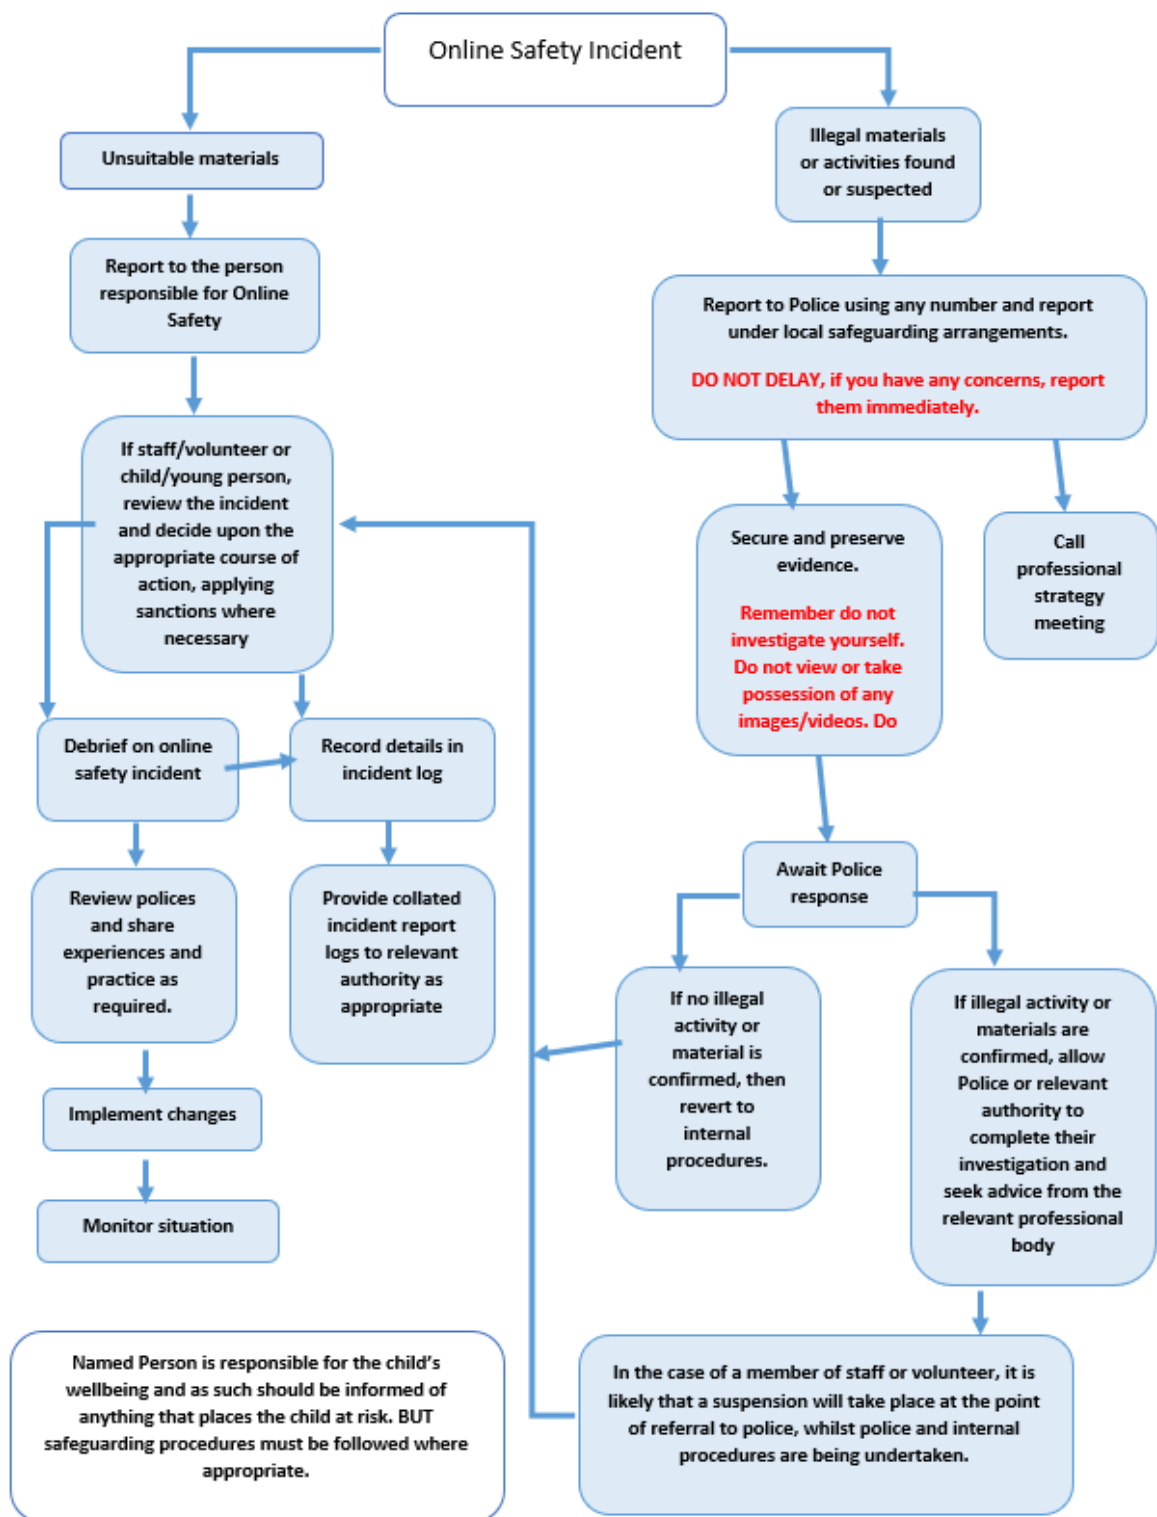 Online Safety Incident
Unsuitable materials
Illegal materials
or activities found
or suspected
Report to the person
responsible for Online
Safety
Report to Police using any number and report
under local safeguarding arrangements.
DO NOT DELAY, if you have any concerns, report
them immediately.
If staff/volunteer or
child/young person,
review the incident
and decide upon the
appropriate course of
action, applying
sanctions where
necessary
Secure and preserve
evidence.
Remember do not
investigate yourself.
Do not view or take
possession of any
images/videos. Do
Call
professional
strategy
meeting
Debrief on online
safety incident
Record details in
incident log
Await Police
response
Review polices
and share
experiences and
practice as
required.
Provide collated
incident report
logs to relevant
authority as
appropriate
If no illegal
activity or
material is
confirmed, then
revert to
internal
procedures.
If illegal activity or
materials are
confirmed, allow
Police or relevant
authority to
complete their
investigation and
seek advice from the
relevant professional
body
Implement changes
Monitor situation
Named Person is responsible for the child's
wellbeing and as such should be informed of
anything that places the child at risk. BUT
safeguarding procedures must be followed where
appropriate.
In the case of a member of staff or volunteer, it is
likely that a suspension will take place at the point
of referral to police, whilst police and internal
procedures are being undertaken.